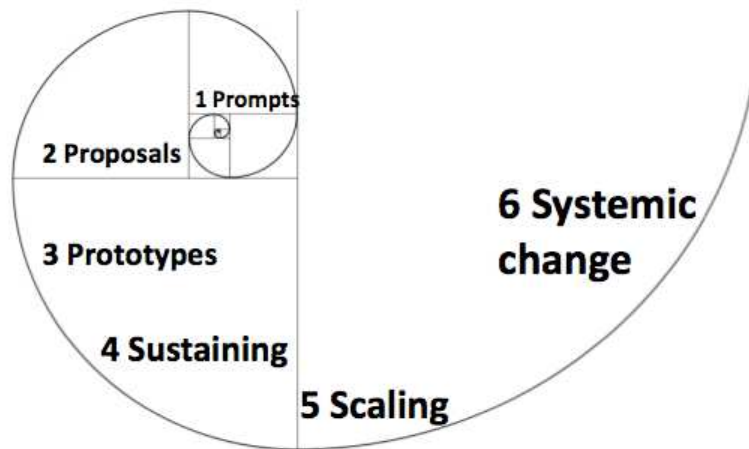 1 Prompts
2 Proposals
3 Prototypes
4 Sustaining
5 Scaling
6 Systemic
change